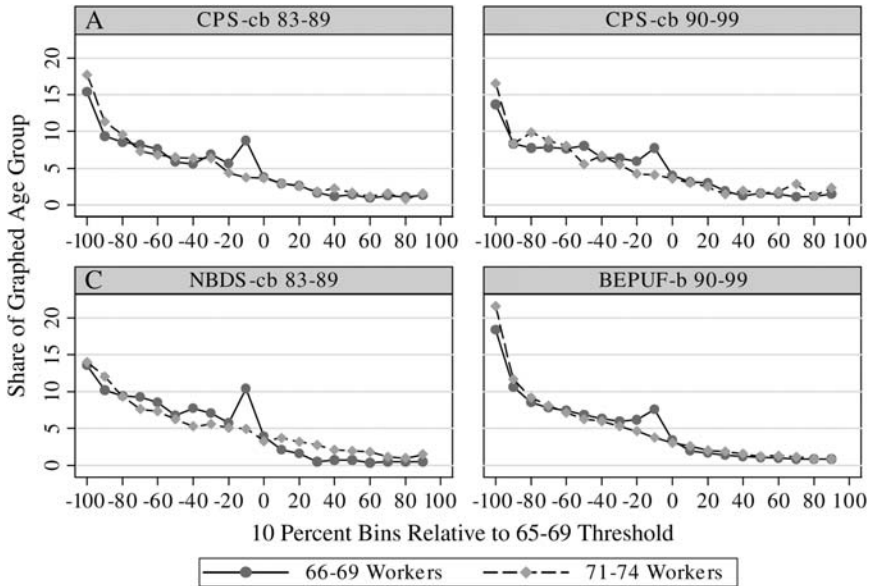 A CPS-cb 83-89
CPS-cb 90-99
20
15
10
5
0
-100 -80 -60 -40 -20 0 20 40 60 80 100
-100 -80 -60 -40 -20 0 20 40 60 80 100
C NBDS-cb 83-89
BEPUF-b 90-99
20
15
10
5
0
-100 -80 -60 -40 -20 0 20 40 60 80 100
-100 -80 -60 -40 -20 0 20 40 60 80 100
Share of Graphed Age Group
10 Percent Bins Relative to 65-69 Threshold
66-69 Workers
71-74 Workers